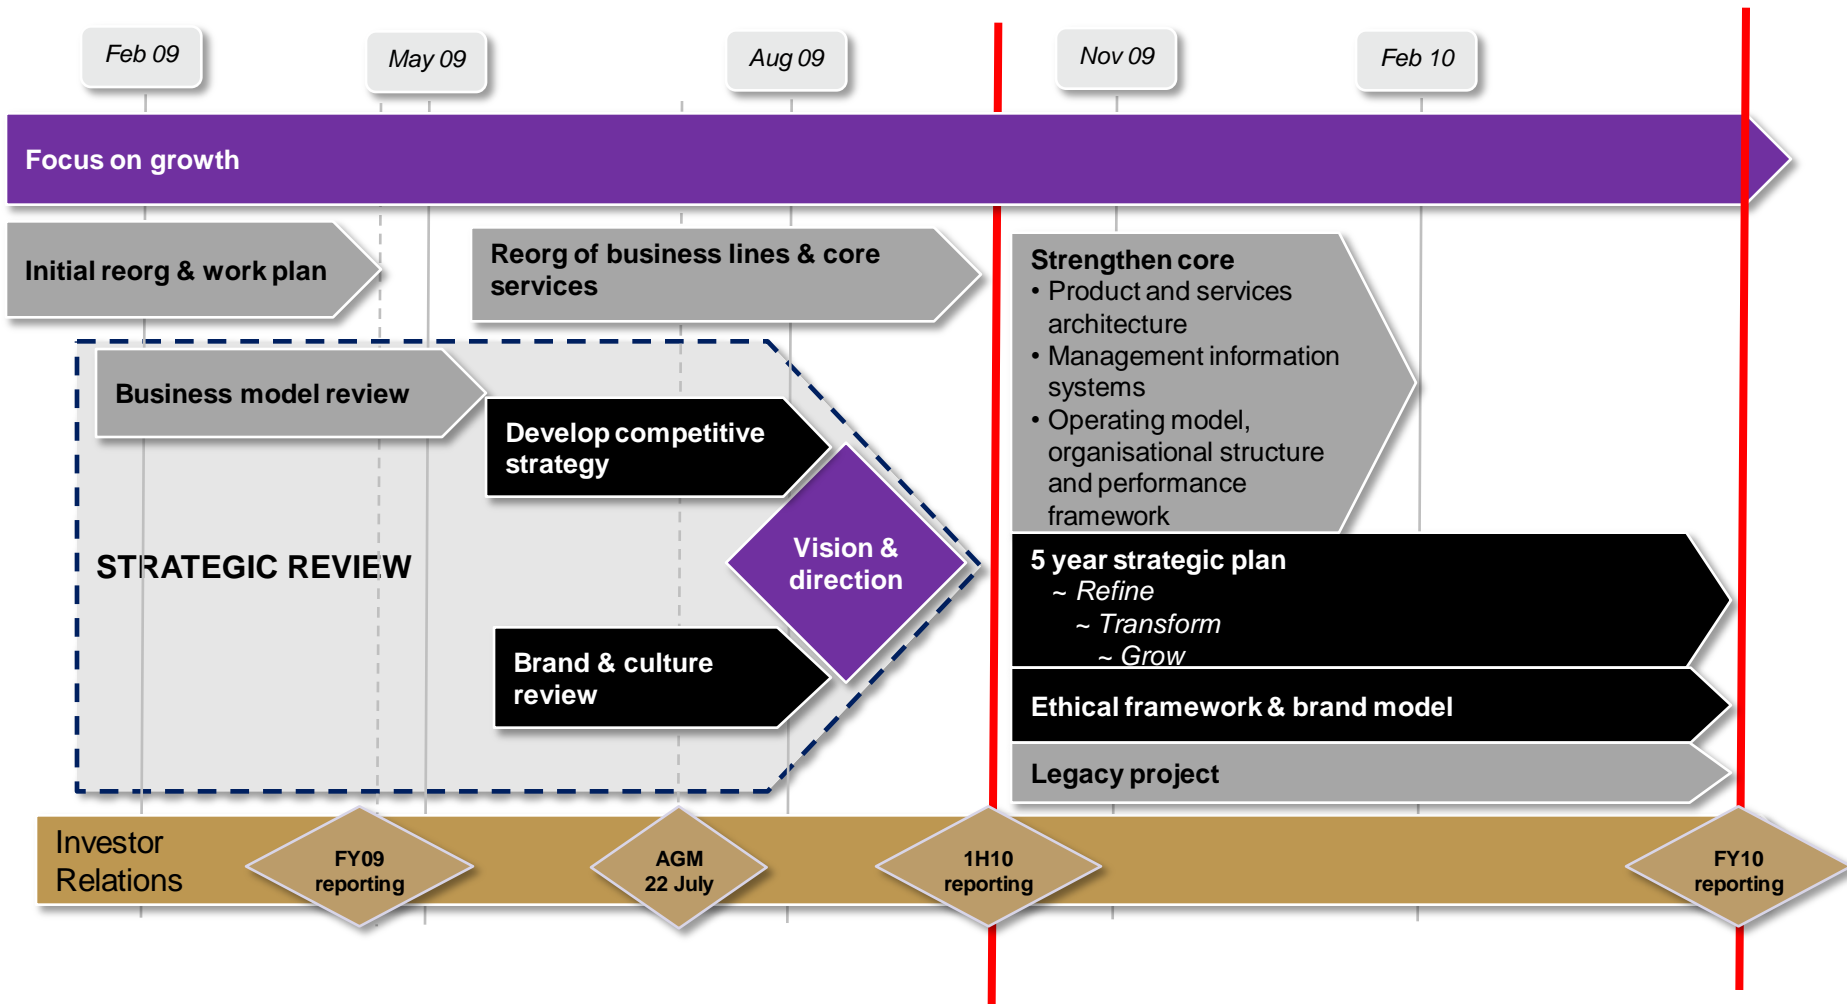 Feb 09
May 09
Aug 09
Nov 09
Feb 10
Focus on growth
Initial reorg & work plan
Reorg of business lines & core
services
Strengthen core
• Product and services
architecture
• Management information
systems
• Operating model,
organisational structure
and performance
framework
Business model review
Develop competitive
strategy
STRATEGIC REVIEW
Vision &
direction
Brand & culture
review
5 year strategic plan
~ Refine
~ Transform
~ Grow
Ethical framework & brand model
Legacy project
Investor
Relations
FY09
reporting
AGM
22 July
1H10
reporting
FY10
reporting